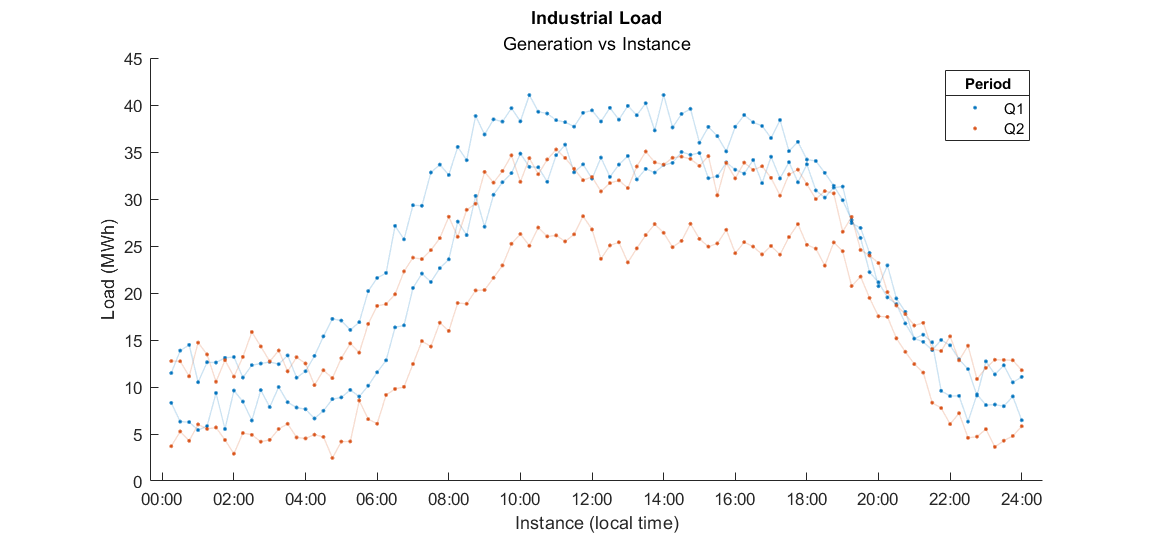 Industrial Load
Generation vs Instance
45
40
35
30
25
20
15
10
5
0
Load (MWh)
Period
Q1
Q2
00:00 02:00 04:00 06:00 08:00 10:00 12:00 14:00 16:00 18:00 20:00 22:00 24:00
Instance (local time)